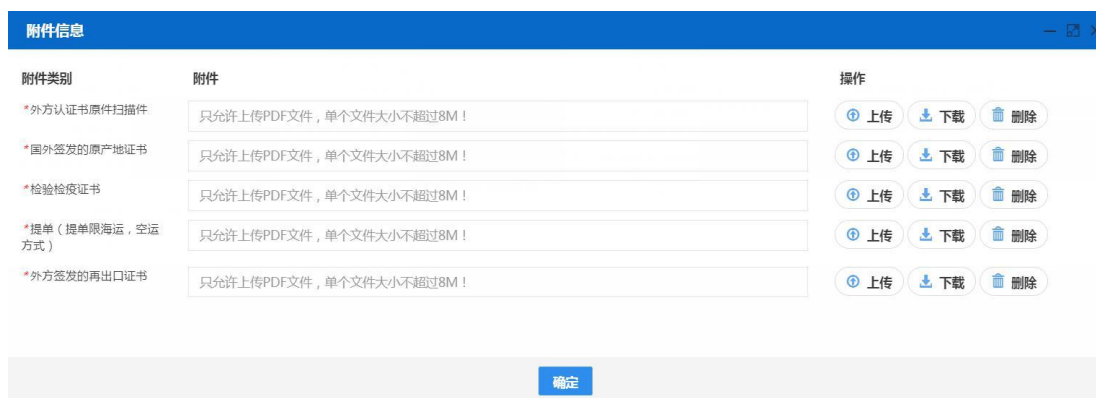 附件信息
附件类别 附件 操作
*外方认证书原件扫描件 只允许上传PDF文件，单个文件大小不超过8M！ 上传 下载 删除
*国外签发的原产地证书 只允许上传PDF文件，单个文件大小不超过8M！ 上传 下载 删除
*检验检疫证书 只允许上传PDF文件，单个文件大小不超过8M！ 上传 下载 删除
*提单（提单限海运，空运
方式） 只允许上传PDF文件，单个文件大小不超过8M！ 上传 下载 删除
*外方签发的再出口证书 只允许上传PDF文件，单个文件大小不超过8M！ 上传 下载 删除
确定